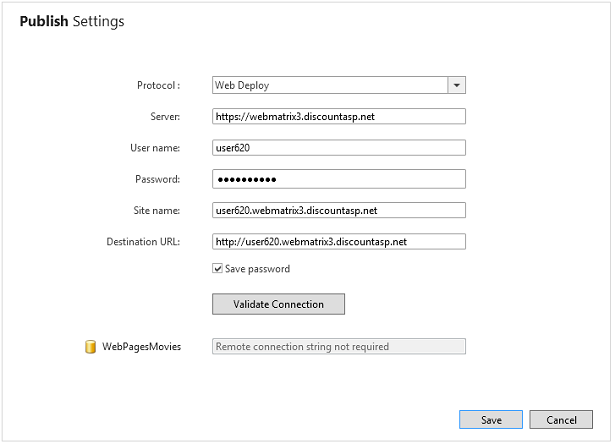 Publish Settings
Protocol : Web Deploy
Server: https://webmatrix3.discountasp.net
User name: user620
Password: ●●●●●●●●●●
Site name: user620.webmatrix3.discountasp.net
Destination URL: http://user620.webmatrix3.discountasp.net
Save password
Validate Connection
WebPagesMovies Remote connection string not required
Save Cancel